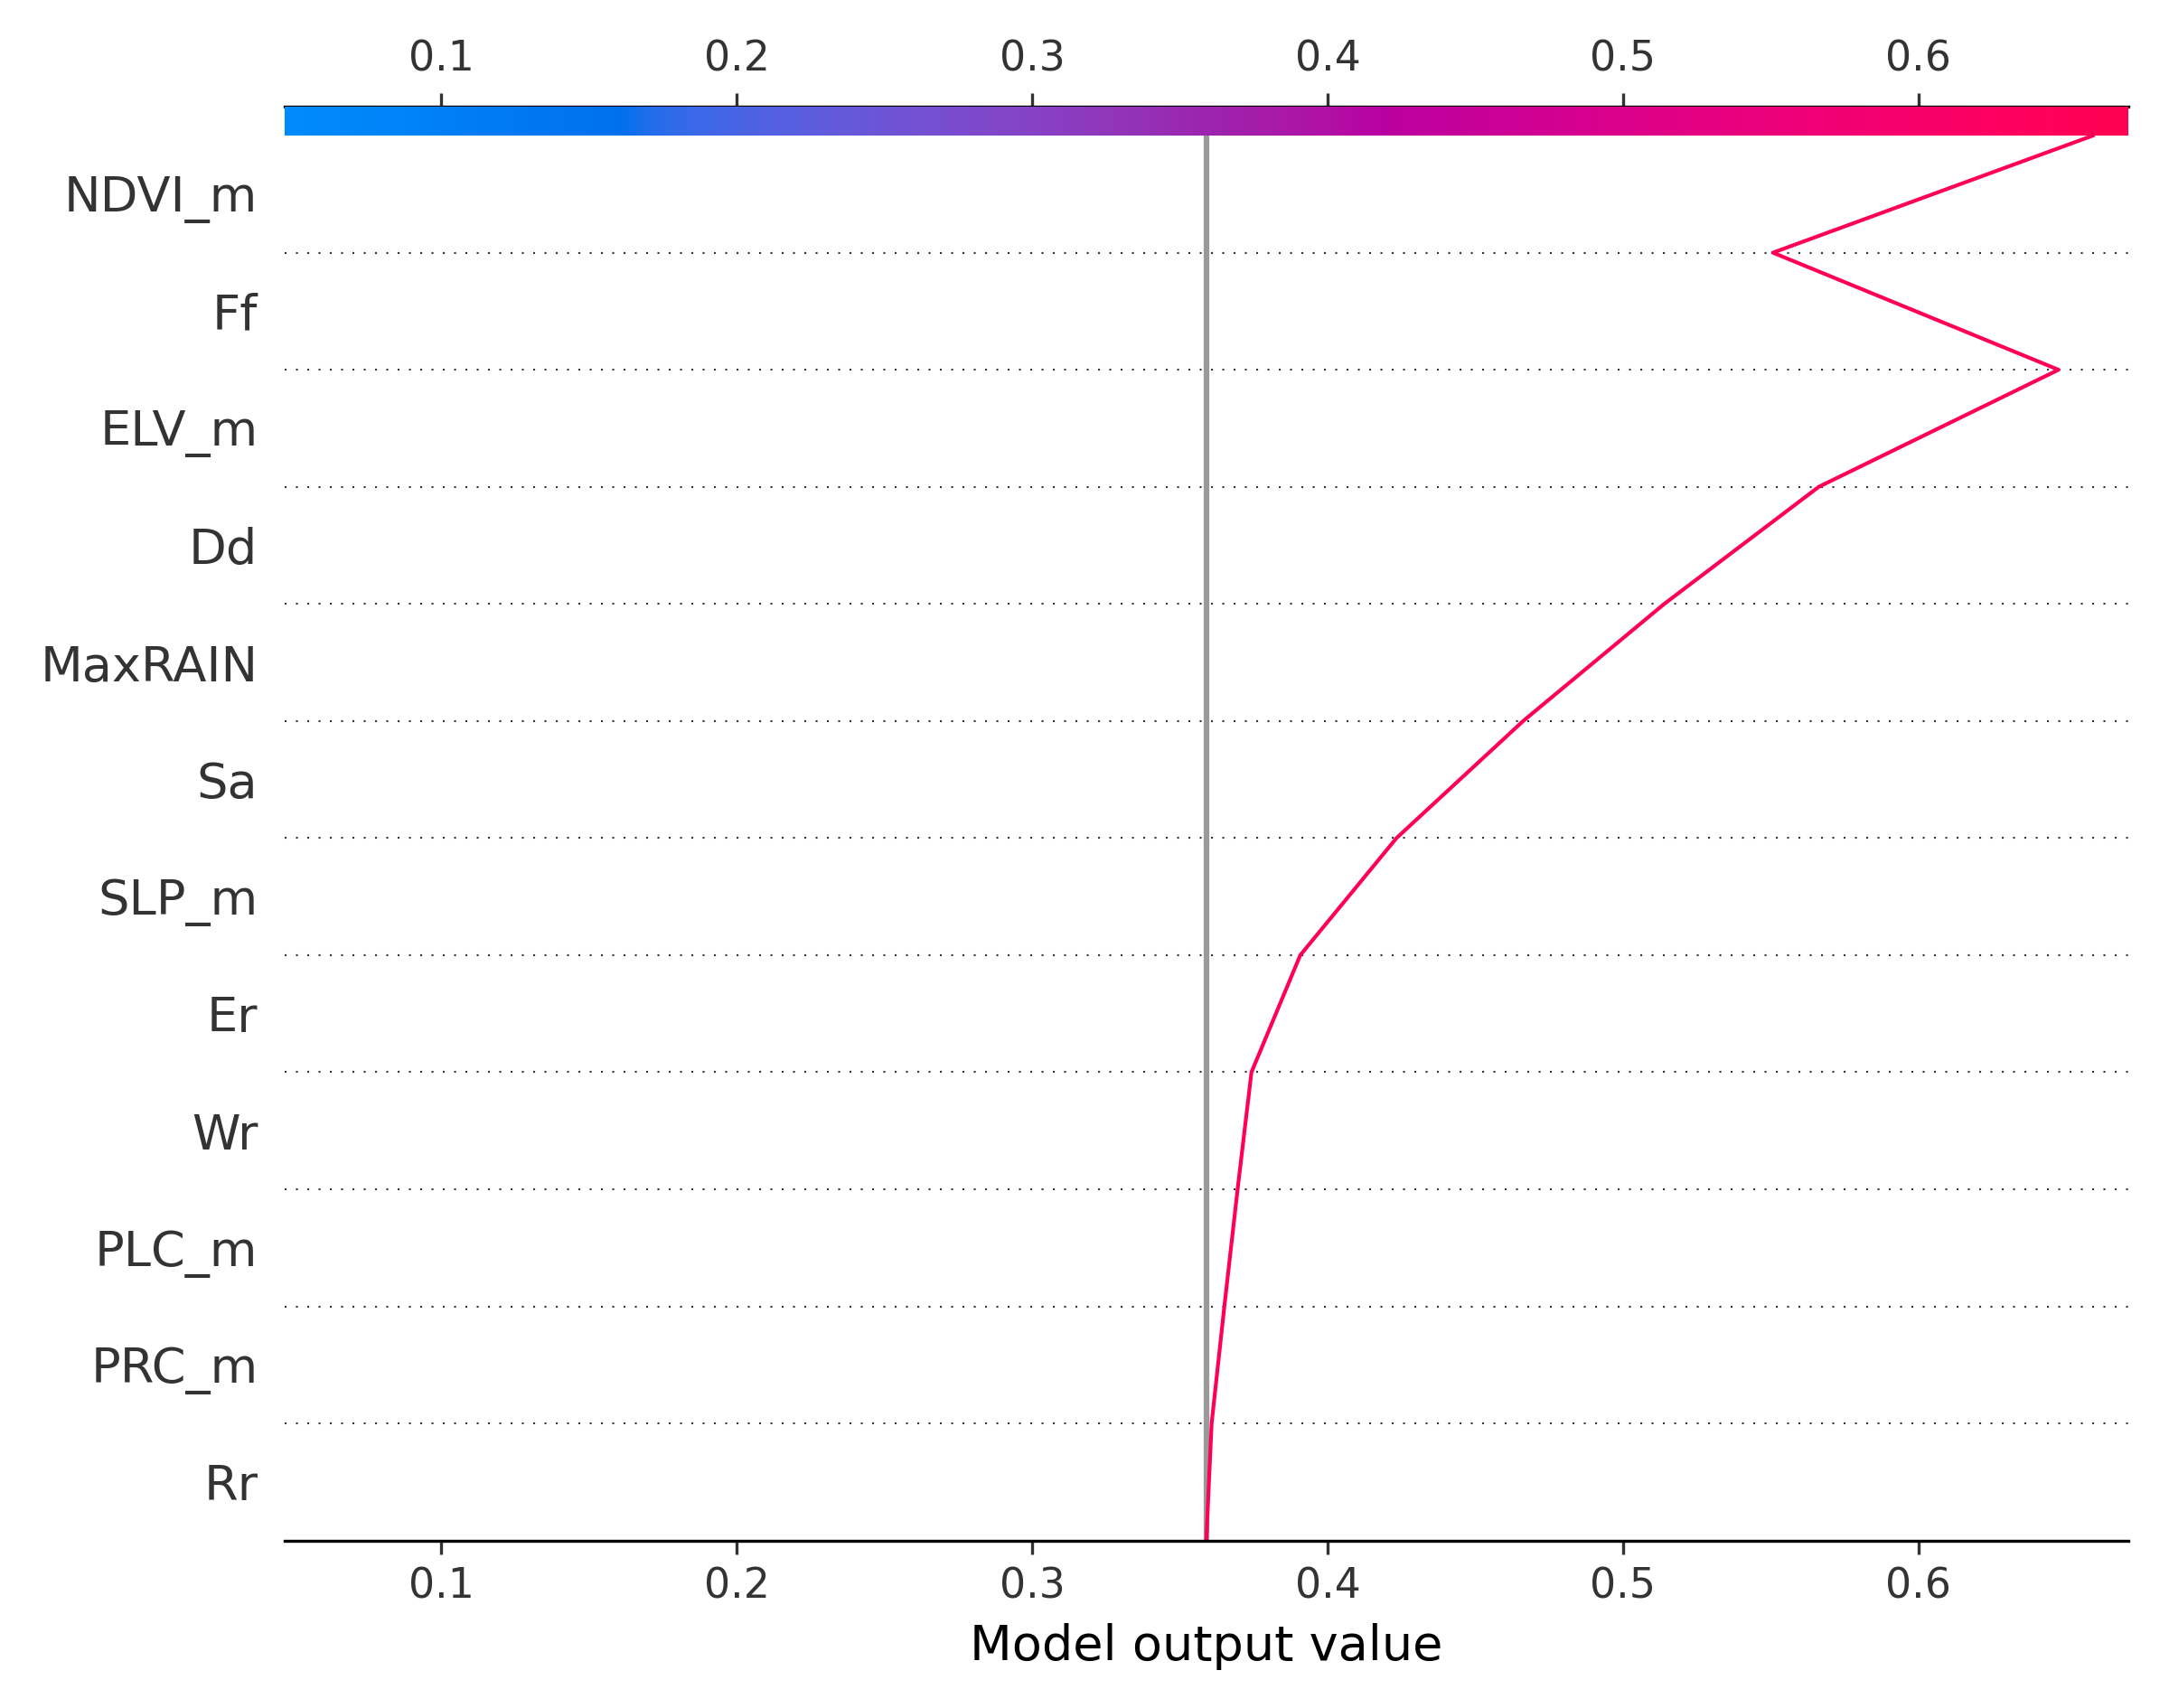 0.1 0.2 0.3 0.4 0.5 0.6
NDVI_m
Ff
ELV_m
Dd
MaxRAIN
Sa
SLP_m
Er
Wr
PLC_m
PRC_m
Rr
0.1 0.2 0.3 0.4 0.5 0.6
Model output value